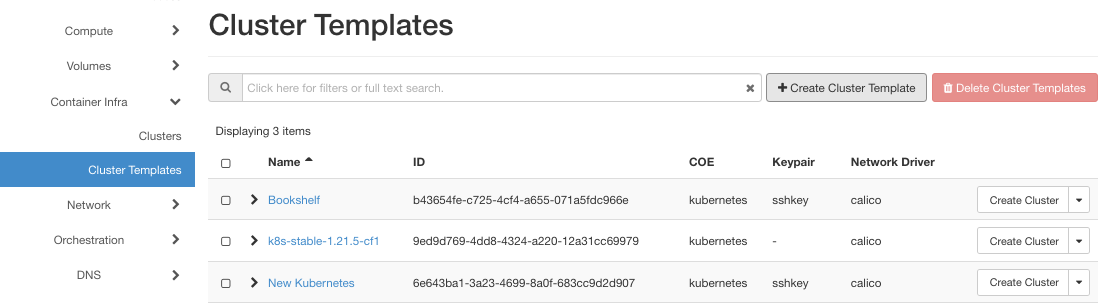 Cluster Templates
Compute
Volumes
Container Infra
Clusters
Cluster Templates
Network
Orchestration
DNS
Click here for filters or full text search.
Create Cluster Template
Delete Cluster Templates
Displaying 3 items
Name ID COE Keypair Network Driver
Bookshelf b43654fe-c725-4cf4-a655-071a5fdc966e kubernetes sshkey calico Create Cluster
k8s-stable-1.21.5-cf1 9ed9d769-4dd8-4324-a220-12a31cc69979 kubernetes - calico Create Cluster
New Kubernetes 6e643ba1-3a23-4699-8a0f-683cc9d2d907 kubernetes sshkey calico Create Cluster